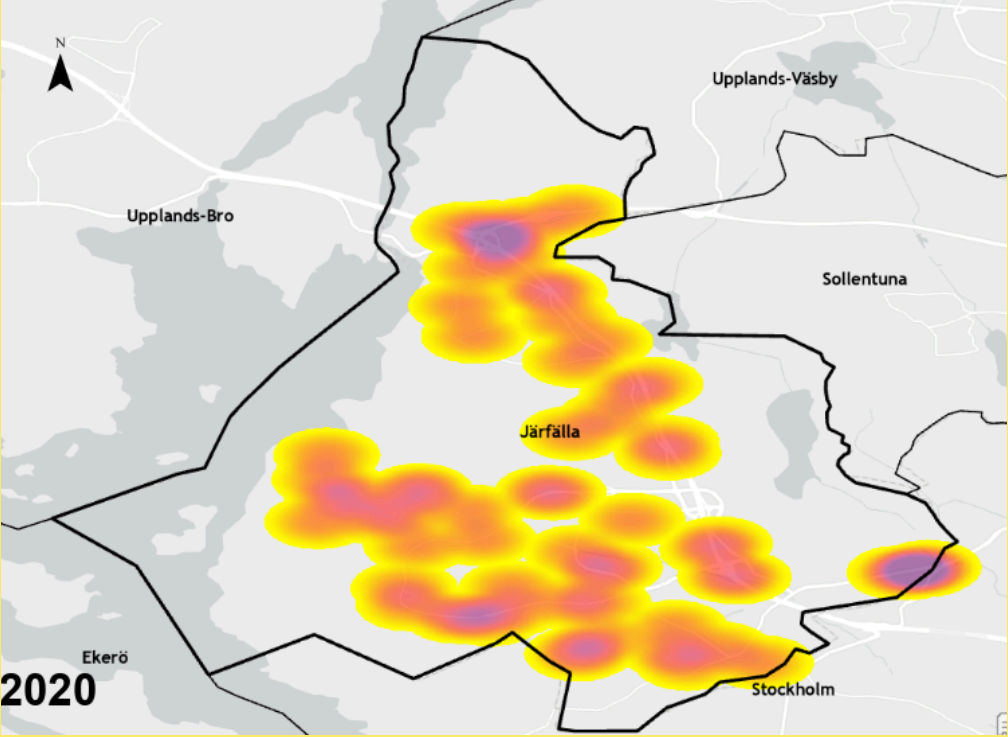 N
Upplands-Väsby
Upplands-Bro
Sollentuna
Järfälla
Ekerö
2020
Stockholm